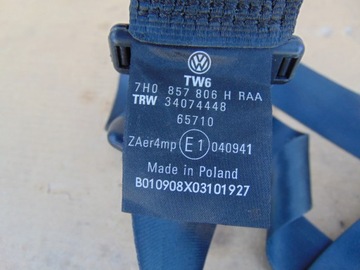 TW6
7H0 857 806 H RAA
TRW 34074448
65710
ZAer4mp E1 040941
Made in Poland
B010908X03101927